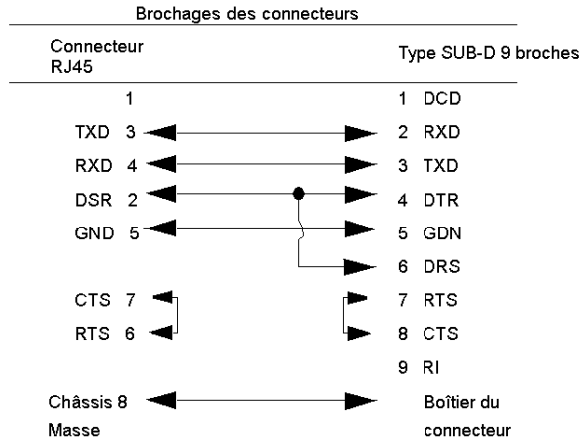 Brochages des connecteurs
Connecteur
RJ45
Type SUB-D 9 broches
1 1 DCD
TXD 3 2 RXD
RXD 4 3 TXD
DSR 2 4 DTR
GND 5 5 GDN
6 DRS
CTS 7 7 RTS
RTS 6 8 CTS
9 RI
Châssis 8 Boîtier du
Masse connecteur